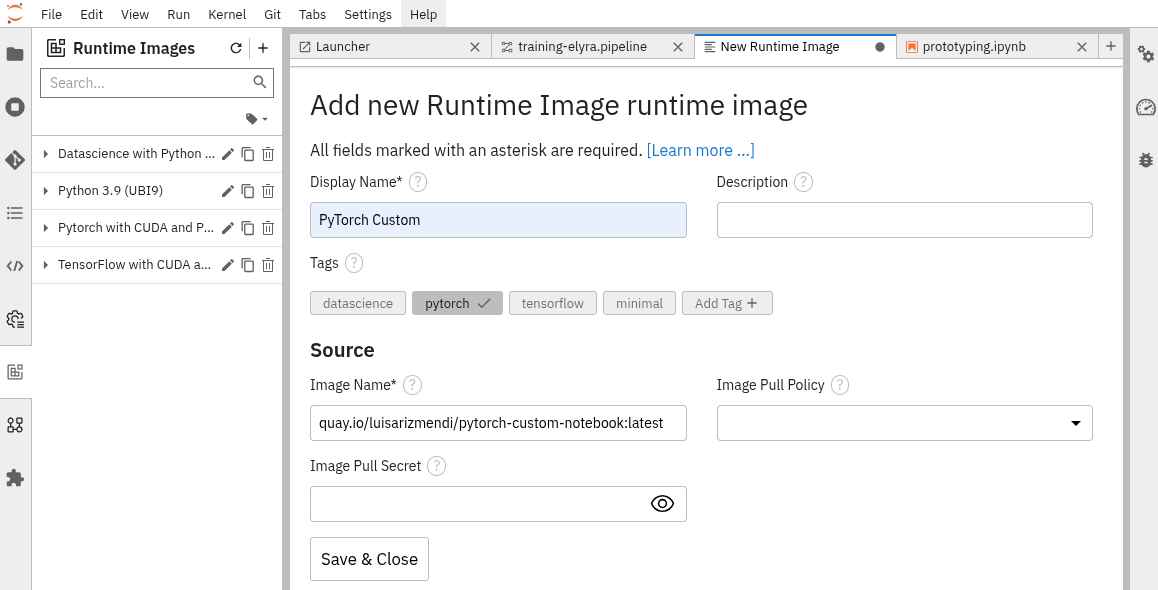 File Edit View Run Kernel Git Tabs Settings Help
Runtime Images
Search...
Datascience with Python ...
Python 3.9 (UBI9)
Pytorch with CUDA and P...
TensorFlow with CUDA a...
Launcher training-elyra.pipeline New Runtime Image prototyping.ipynb
Add new Runtime Image runtime image
All fields marked with an asterisk are required. [Learn more ...]
Display Name* ? Description ?
PyTorch Custom
Tags ?
datascience pytorch tensorflow minimal Add Tag +
Source
Image Name* ? Image Pull Policy ?
quay.io/luisarizmendi/pytorch-custom-notebook:latest
Image Pull Secret ?
Save & Close